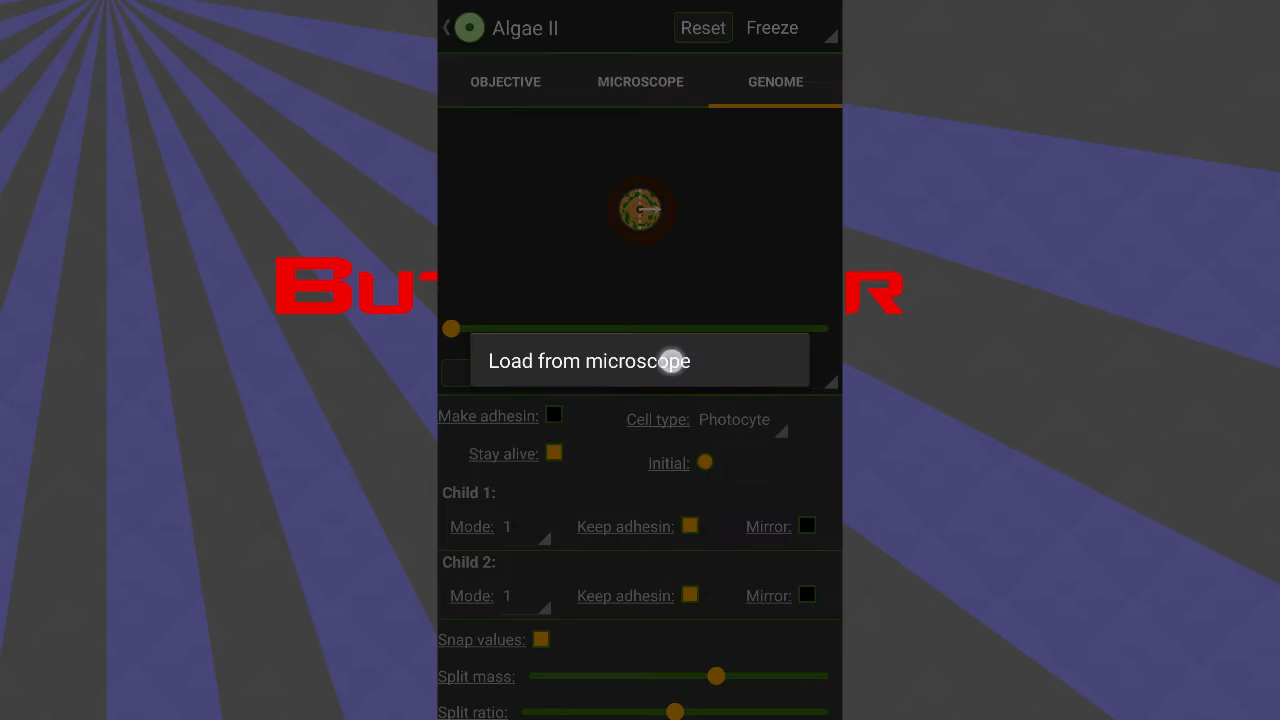 Algae II
Reset
Freeze
OBJECTIVE
MICROSCOPE
GENOME
Load from microscope
Make adhesin:
Cell type: Photocyte
Stay alive:
Initial:
Child 1:
Mode: 1
Keep adhesin:
Mirror:
Child 2:
Mode: 1
Keep adhesin:
Mirror:
Snap values:
Split mass:
Split ratio: